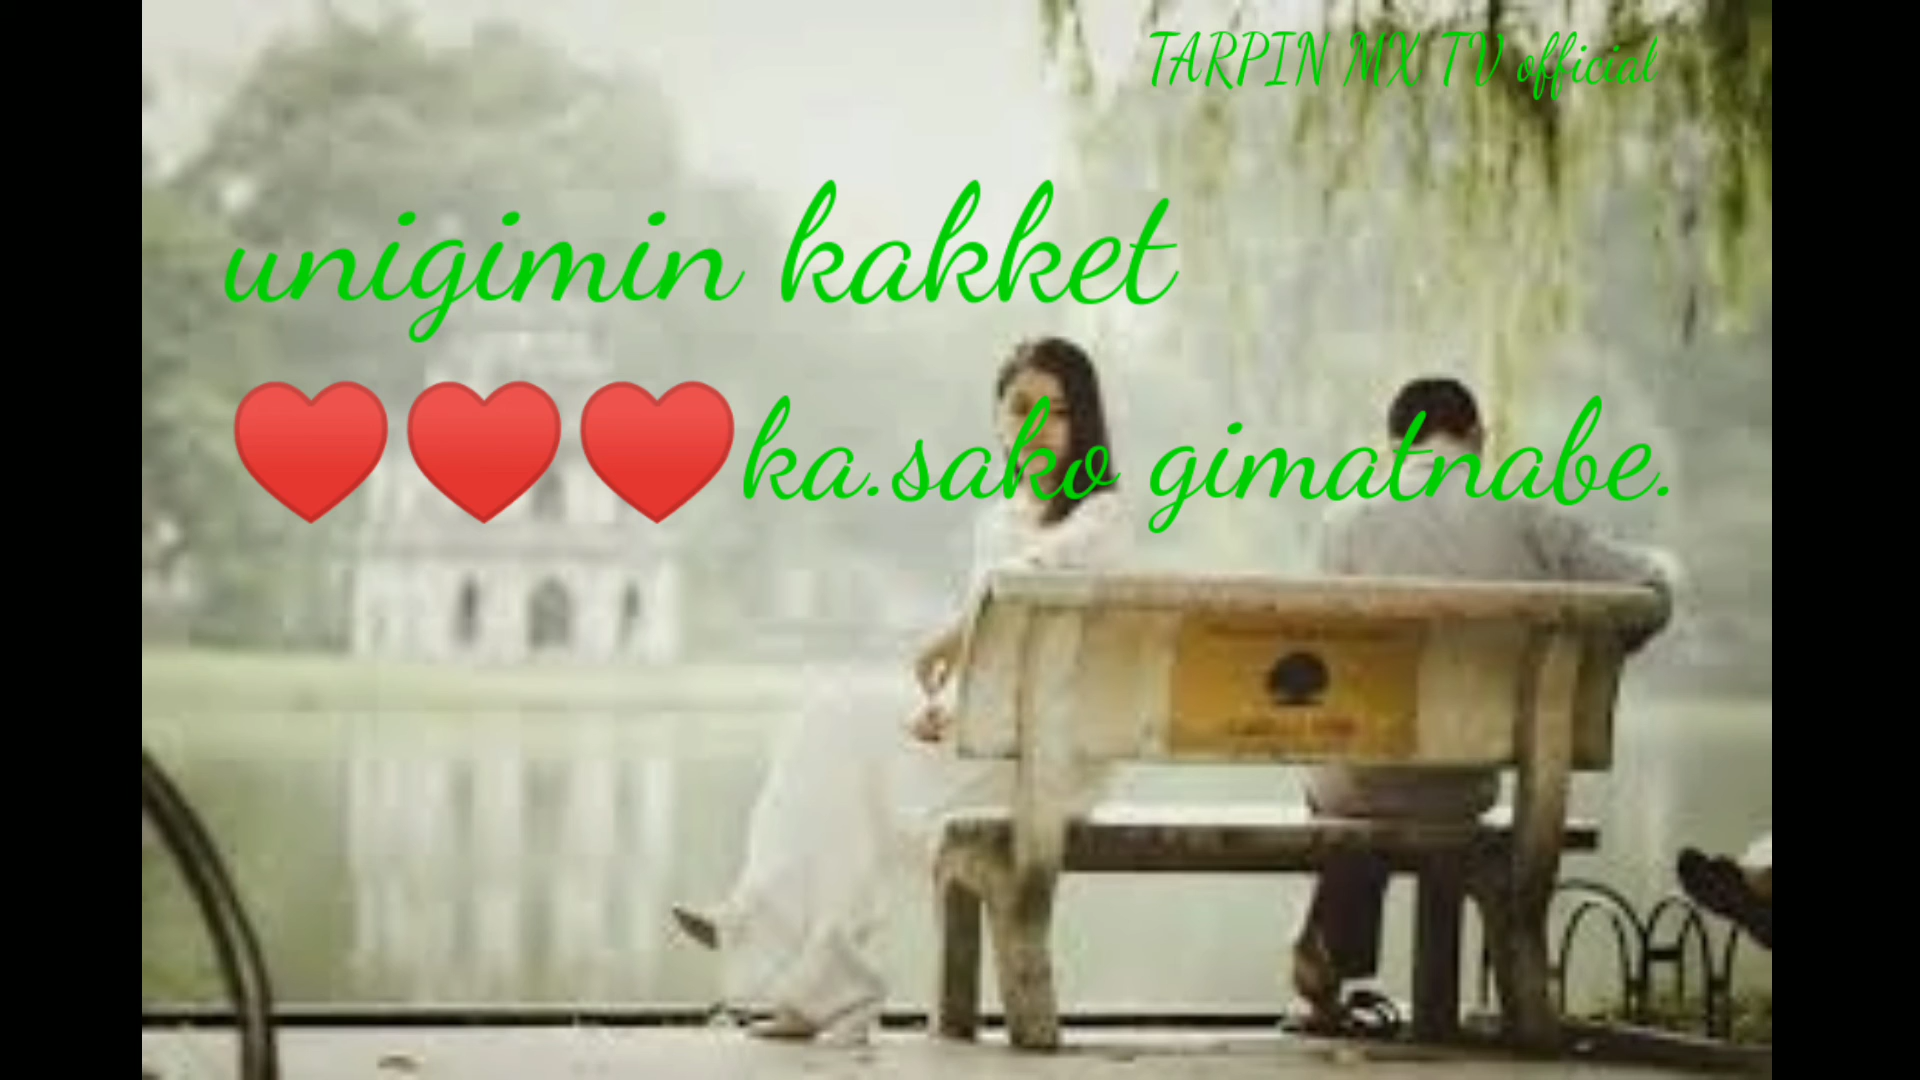 TARPIN MX TV official
unigimin kakket
♥♥♥ka.sako gimatnabe.